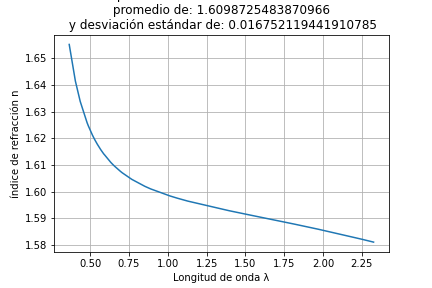 promedio de: 1.6098725483870966
y desviación estándar de: 0.016752119441910785
1.65
1.64
1.63
1.62
1.61
1.60
1.59
1.58
Índice de refracción n
0.50 0.75 1.00 1.25 1.50 1.75 2.00 2.25
Longitud de onda λ